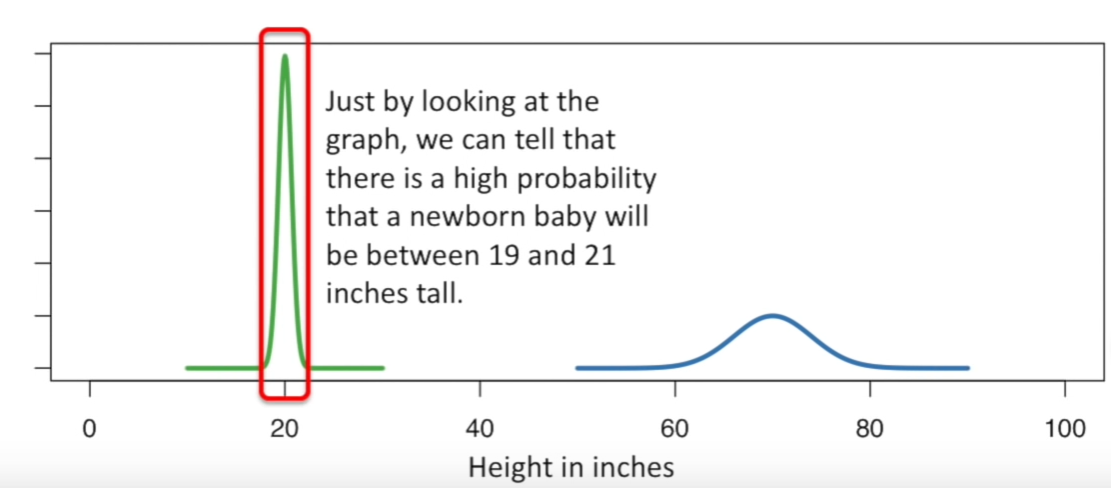 Just by looking at the
graph, we can tell that
there is a high probability
that a newborn baby will
be between 19 and 21
inches tall.
0 20 40 60 80 100
Height in inches